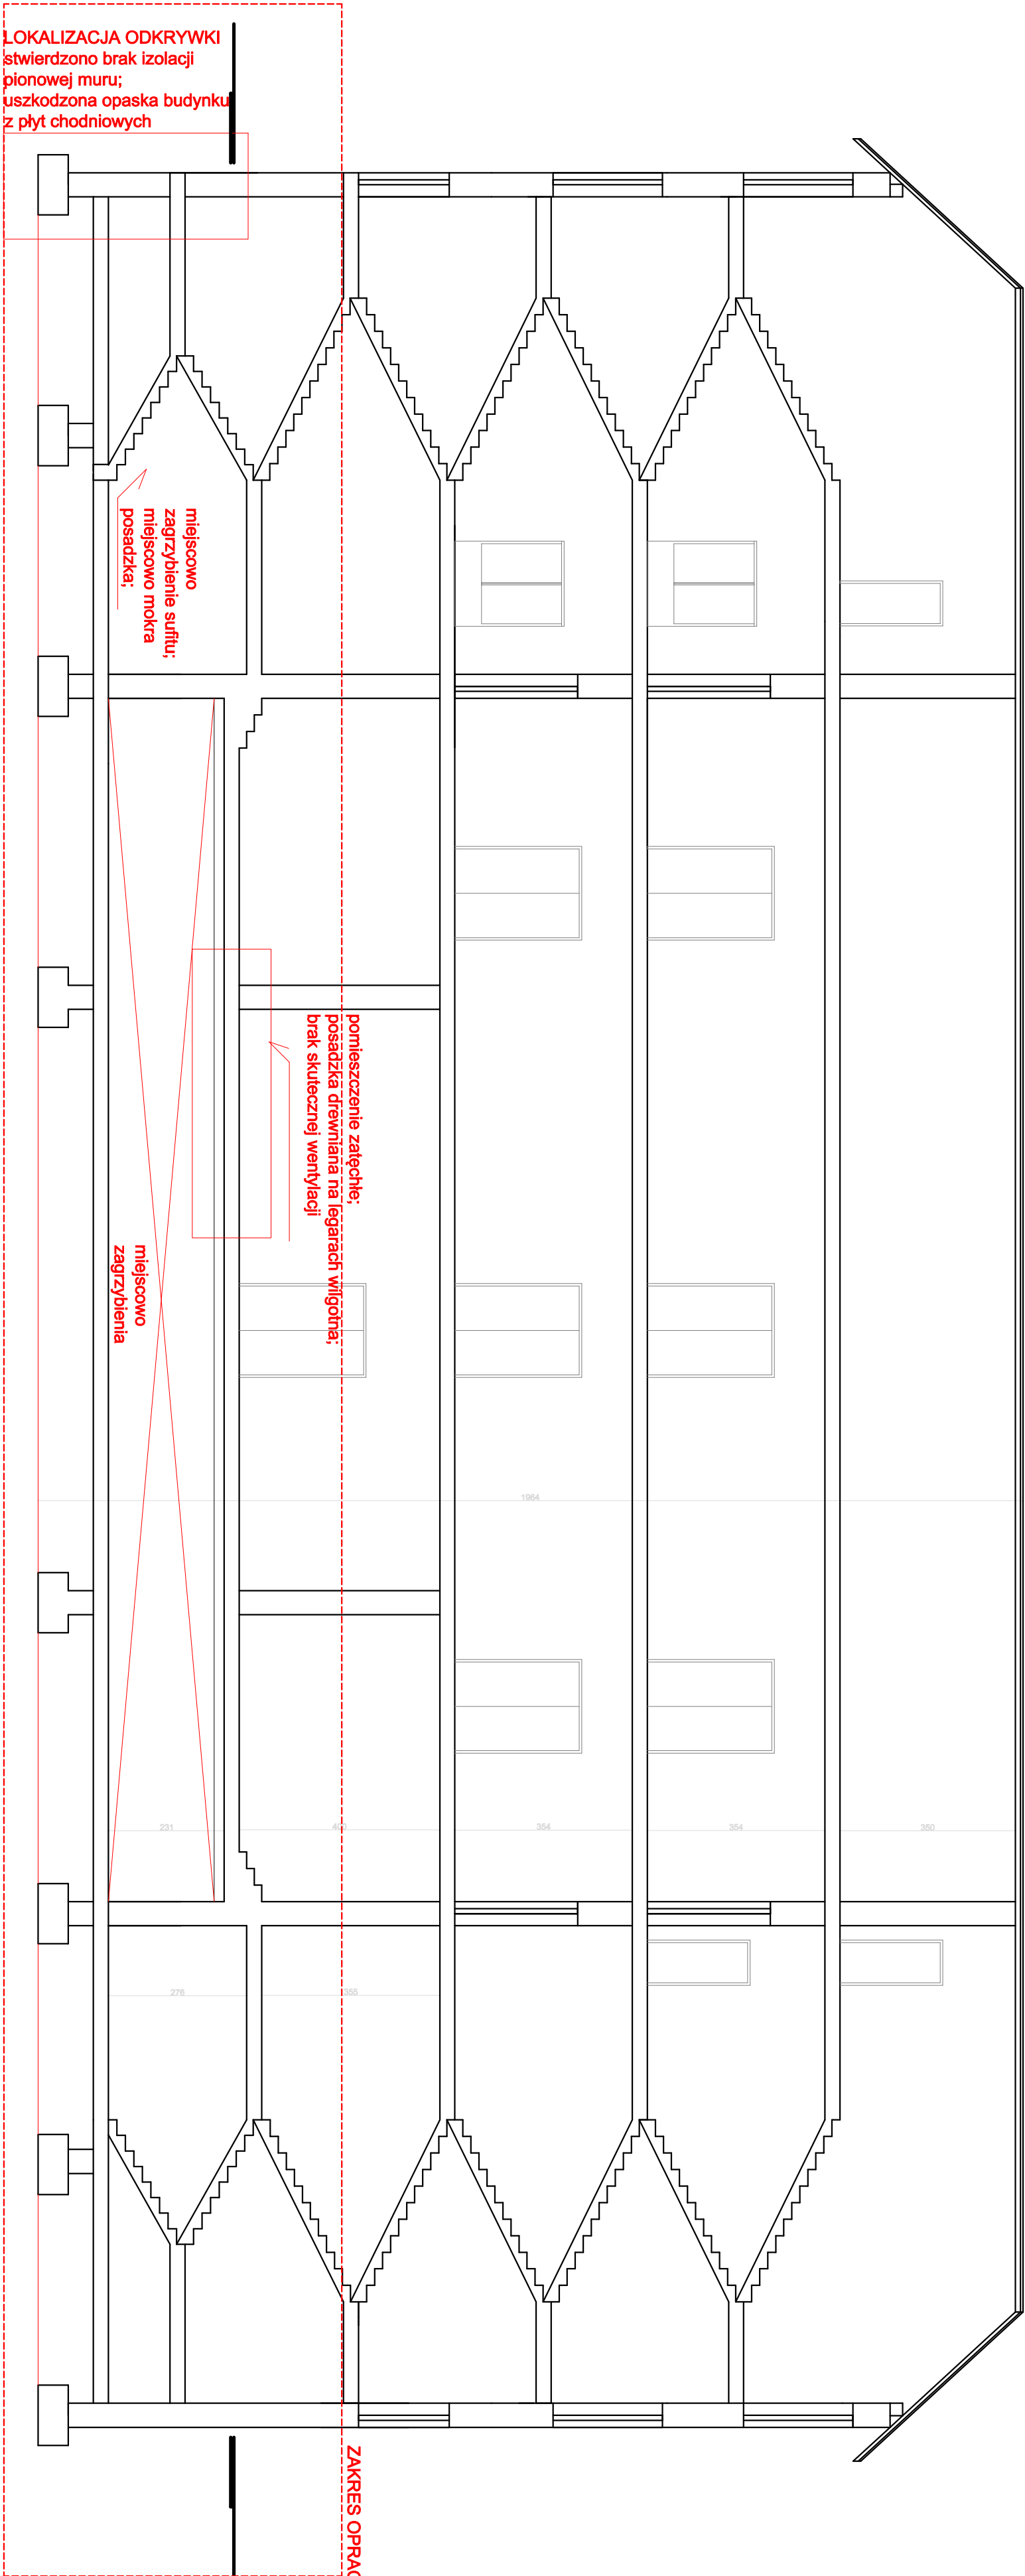 LOKALIZACJA ODKRYWKI
stwierdzono brak izolacji
pionowej muru;
uszkodzona opaska budynku
z płyt chodniowych
miejscowo
zagrzybienie sufitu;
miejscowo mokra
posadzka;
pomieszczenie zatęchłe;
posadzka drewniana na legarach wilgotna;
brak skutecznej wentylacji
miejscowo
zagrzybienia
1964
231
354
354
350
276
355
ZAKRES